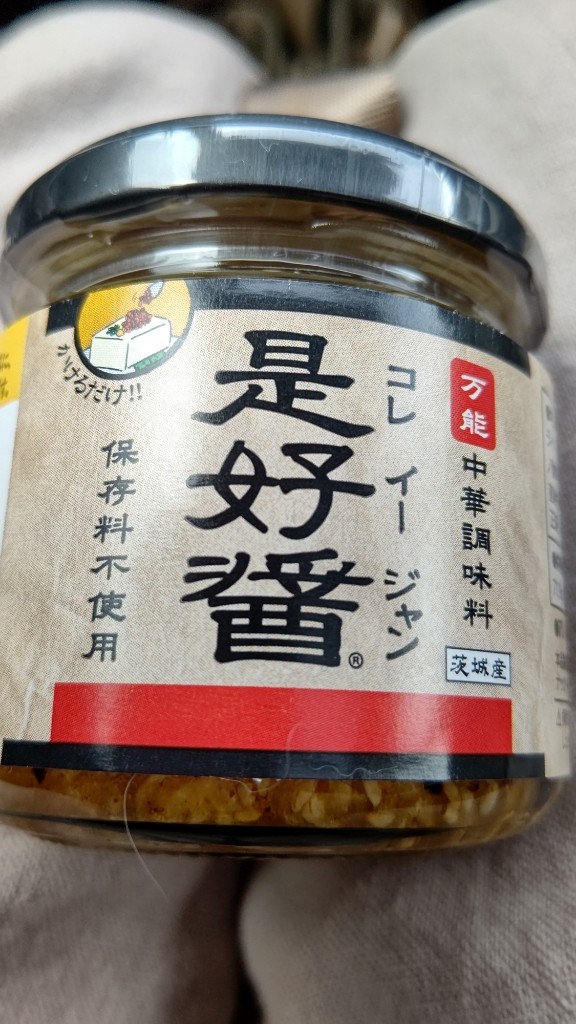 万能
中華調味料
茨城産
コレ イー ジャン
是好醤®
かけるだけ!!
保存料不使用